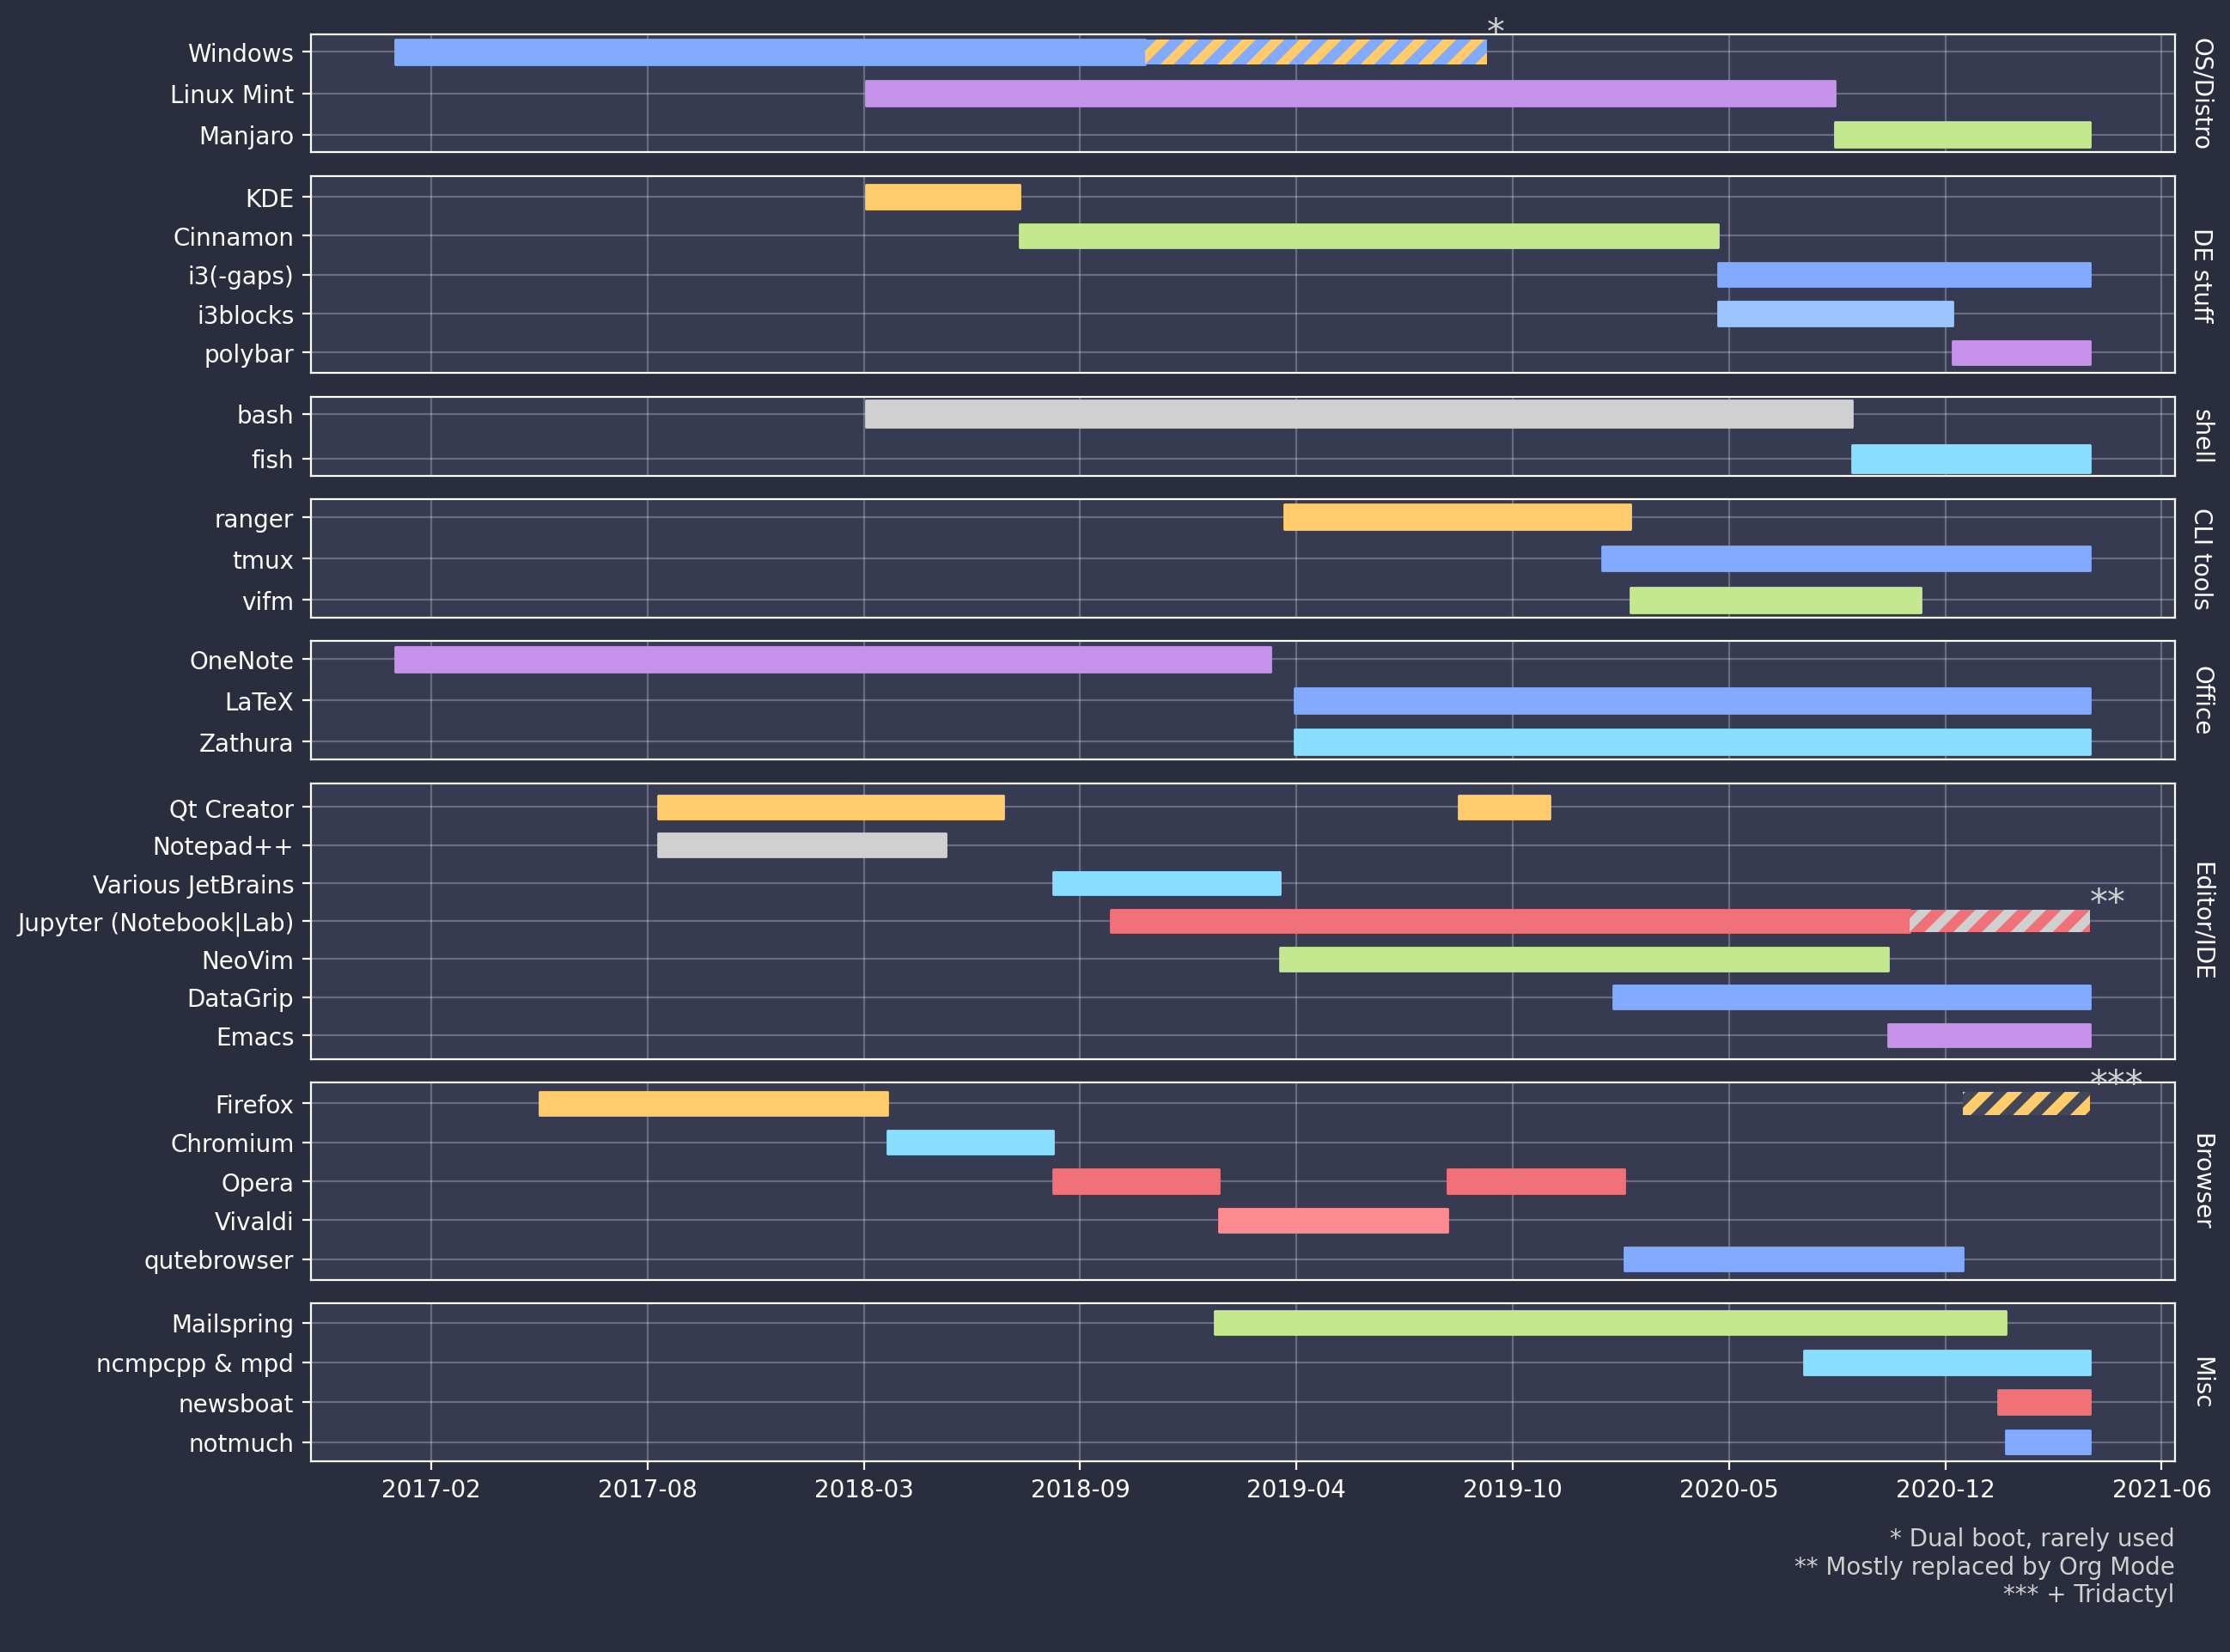 *
Windows
Linux Mint
Manjaro
OS/Distro
KDE
Cinnamon
i3(-gaps)
i3blocks
polybar
DE stuff
bash
fish
shell
ranger
tmux
vifm
CLI tools
OneNote
LaTeX
Zathura
Office
Qt Creator
Notepad++
Various JetBrains
**
Jupyter (Notebook|Lab)
NeoVim
DataGrip
Emacs
Editor/IDE
***
Firefox
Chromium
Opera
Vivaldi
qutebrowser
Browser
Mailspring
ncmpcpp & mpd
newsboat
notmuch
Misc
2017-02 2017-08 2018-03 2018-09 2019-04 2019-10 2020-05 2020-12 2021-06
* Dual boot, rarely used
** Mostly replaced by Org Mode
*** + Tridactyl